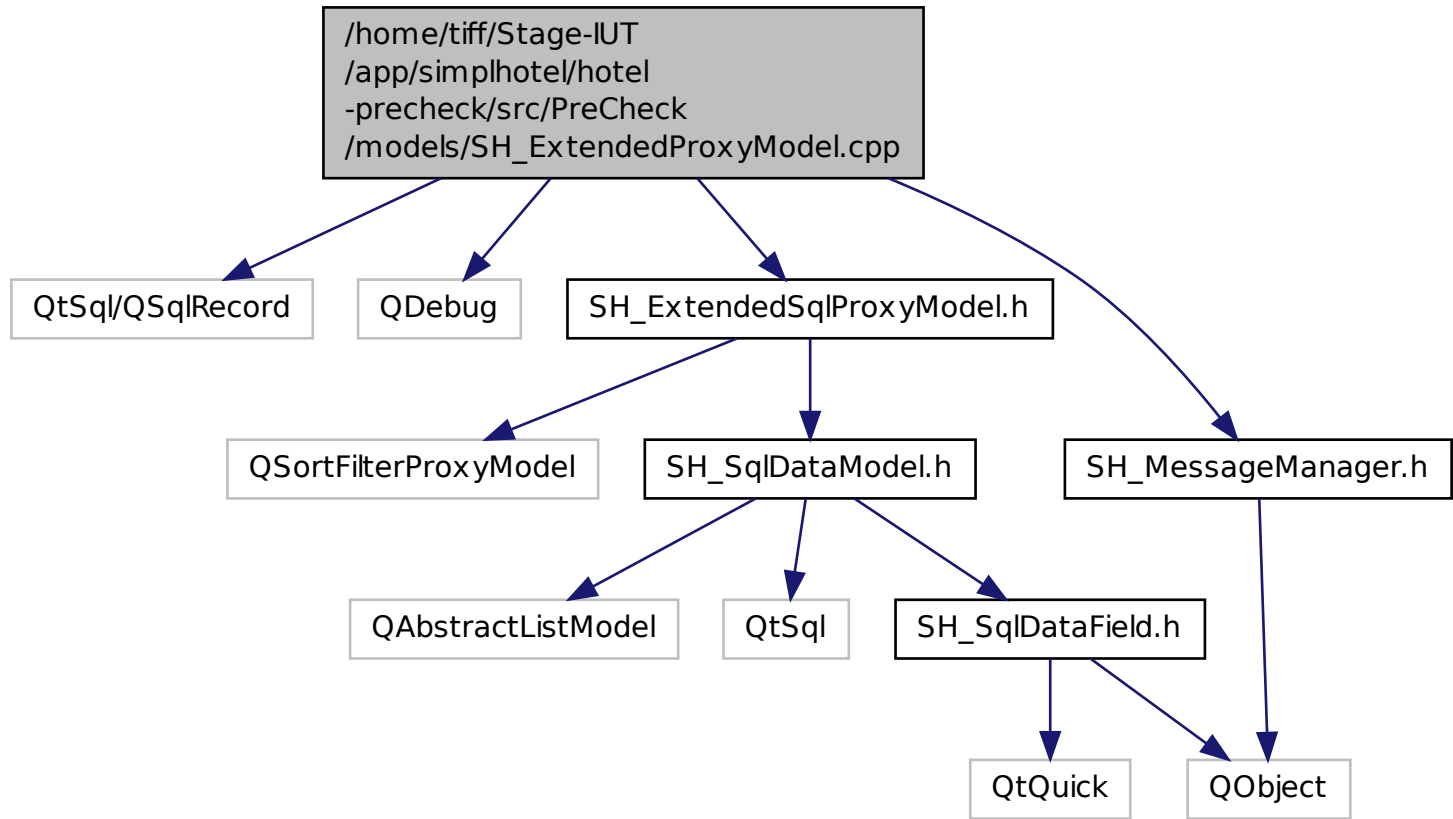 /home/tiff/Stage-IUT
/app/simplhotel/hotel
-precheck/src/PreCheck
/models/SH_ExtendedProxyModel.cpp
QtSql/QSqlRecord
QDebug
SH_ExtendedSqlProxyModel.h
QSortFilterProxyModel
SH_SqlDataModel.h
SH_MessageManager.h
QAbstractListModel
QtSql
SH_SqlDataField.h
QtQuick
QObject